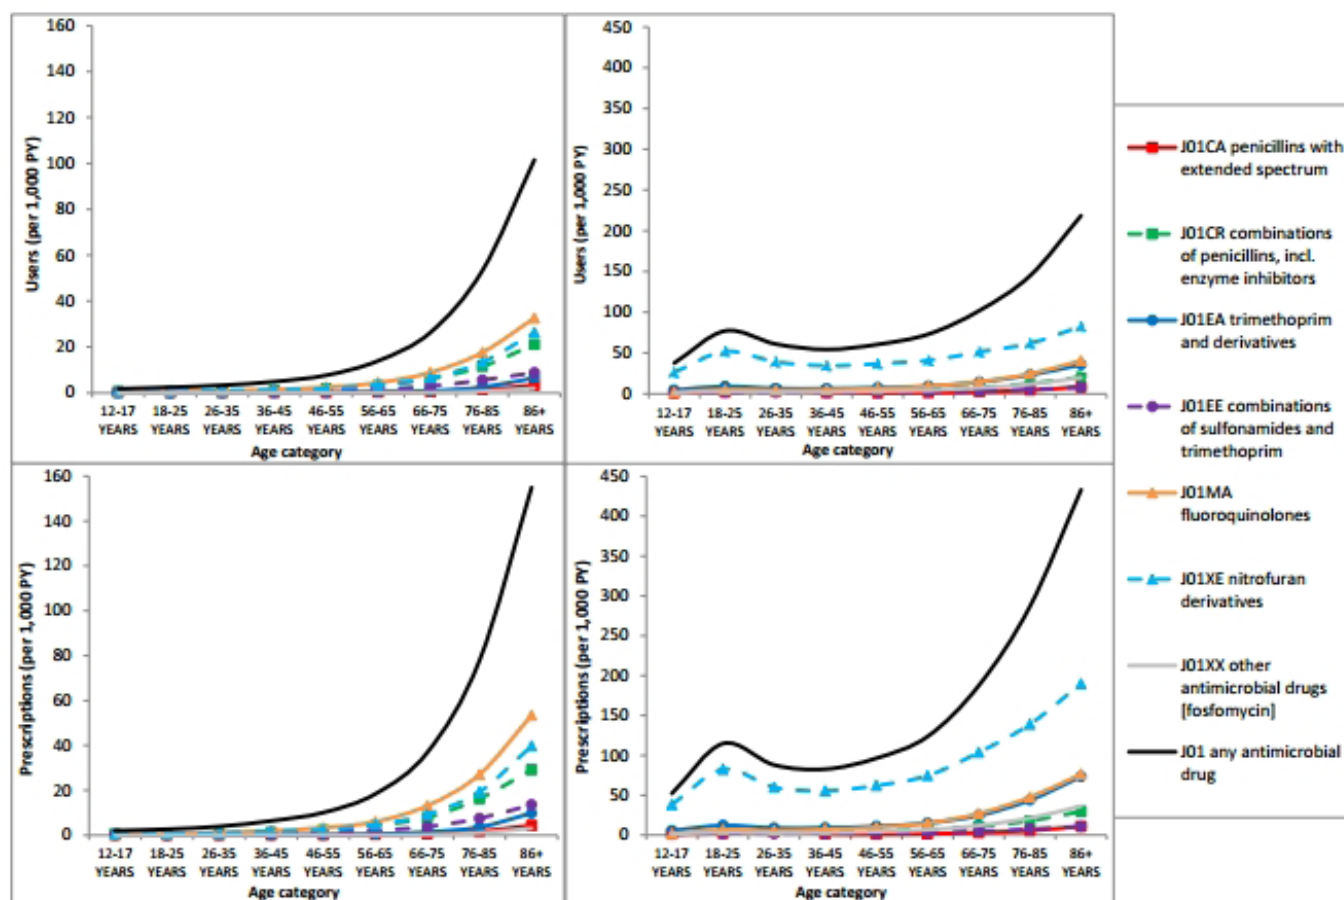 160
140
120
100
80
60
40
20
0
Users (per 1,000 PY)
12-17 18-25 26-35 36-45 46-55 56-65 66-75 76-85 86+
YEARS YEARS YEARS YEARS YEARS YEARS YEARS YEARS YEARS
Age category
450
400
350
300
250
200
150
100
50
0
Users (per 1,000 PY)
12-17 18-25 26-35 36-45 46-55 56-65 66-75 76-85 86+
YEARS YEARS YEARS YEARS YEARS YEARS YEARS YEARS YEARS
Age category
160
140
120
100
80
60
40
20
0
Prescriptions (per 1,000 PY)
12-17 18-25 26-35 36-45 46-55 56-65 66-75 76-85 86+
YEARS YEARS YEARS YEARS YEARS YEARS YEARS YEARS YEARS
Age category
450
400
350
300
250
200
150
100
50
0
Prescriptions (per 1,000 PY)
12-17 18-25 26-35 36-45 46-55 56-65 66-75 76-85 86+
YEARS YEARS YEARS YEARS YEARS YEARS YEARS YEARS YEARS
Age category
J01CA penicillins with
extended spectrum
J01CR combinations
of penicillins, incl.
enzyme inhibitors
J01EA trimethoprim
and derivatives
J01EE combinations
of sulfonamides and
trimethoprim
J01MA
fluoroquinolones
J01XE nitrofuran
derivatives
J01XX other
antimicrobial drugs
[fosfomycin]
J01 any antimicrobial
drug